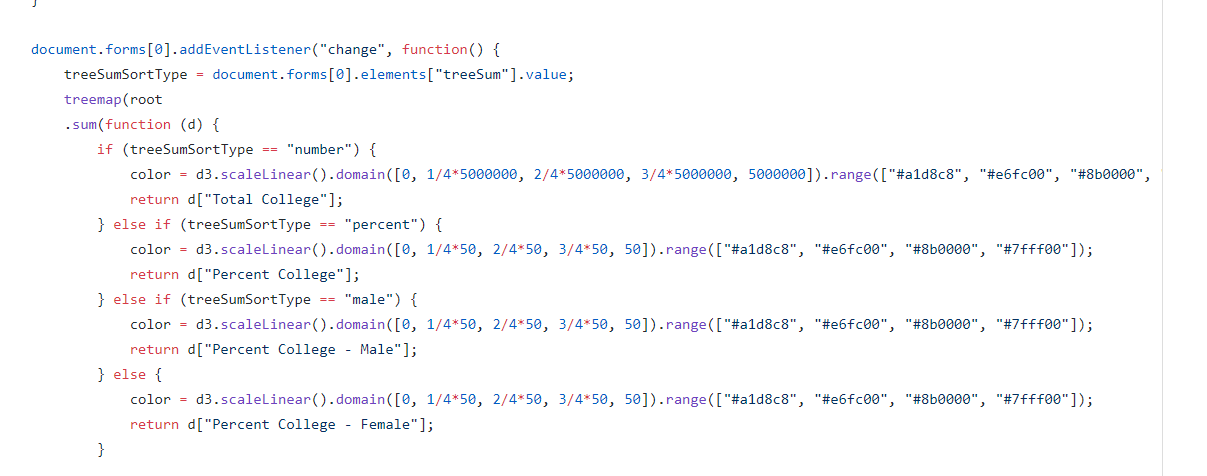 }
document.forms[0].addEventListener("change", function() {
treeSumSortType = document.forms[0].elements["treeSum"].value;
treemap(root
.sum(function (d) {
if (treeSumSortType == "number") {
color = d3.scaleLinear().domain([0, 1/4*5000000, 2/4*5000000, 3/4*5000000, 5000000]).range(["#a1d8c8", "#e6fc00", "#8b0000",
return d["Total College"];
} else if (treeSumSortType == "percent") {
color = d3.scaleLinear().domain([0, 1/4*50, 2/4*50, 3/4*50, 50]).range(["#a1d8c8", "#e6fc00", "#8b0000", "#7fff00"]);
return d["Percent College"];
} else if (treeSumSortType == "male") {
color = d3.scaleLinear().domain([0, 1/4*50, 2/4*50, 3/4*50, 50]).range(["#a1d8c8", "#e6fc00", "#8b0000", "#7fff00"]);
return d["Percent College - Male"];
} else {
color = d3.scaleLinear().domain([0, 1/4*50, 2/4*50, 3/4*50, 50]).range(["#a1d8c8", "#e6fc00", "#8b0000", "#7fff00"]);
return d["Percent College - Female"];
}